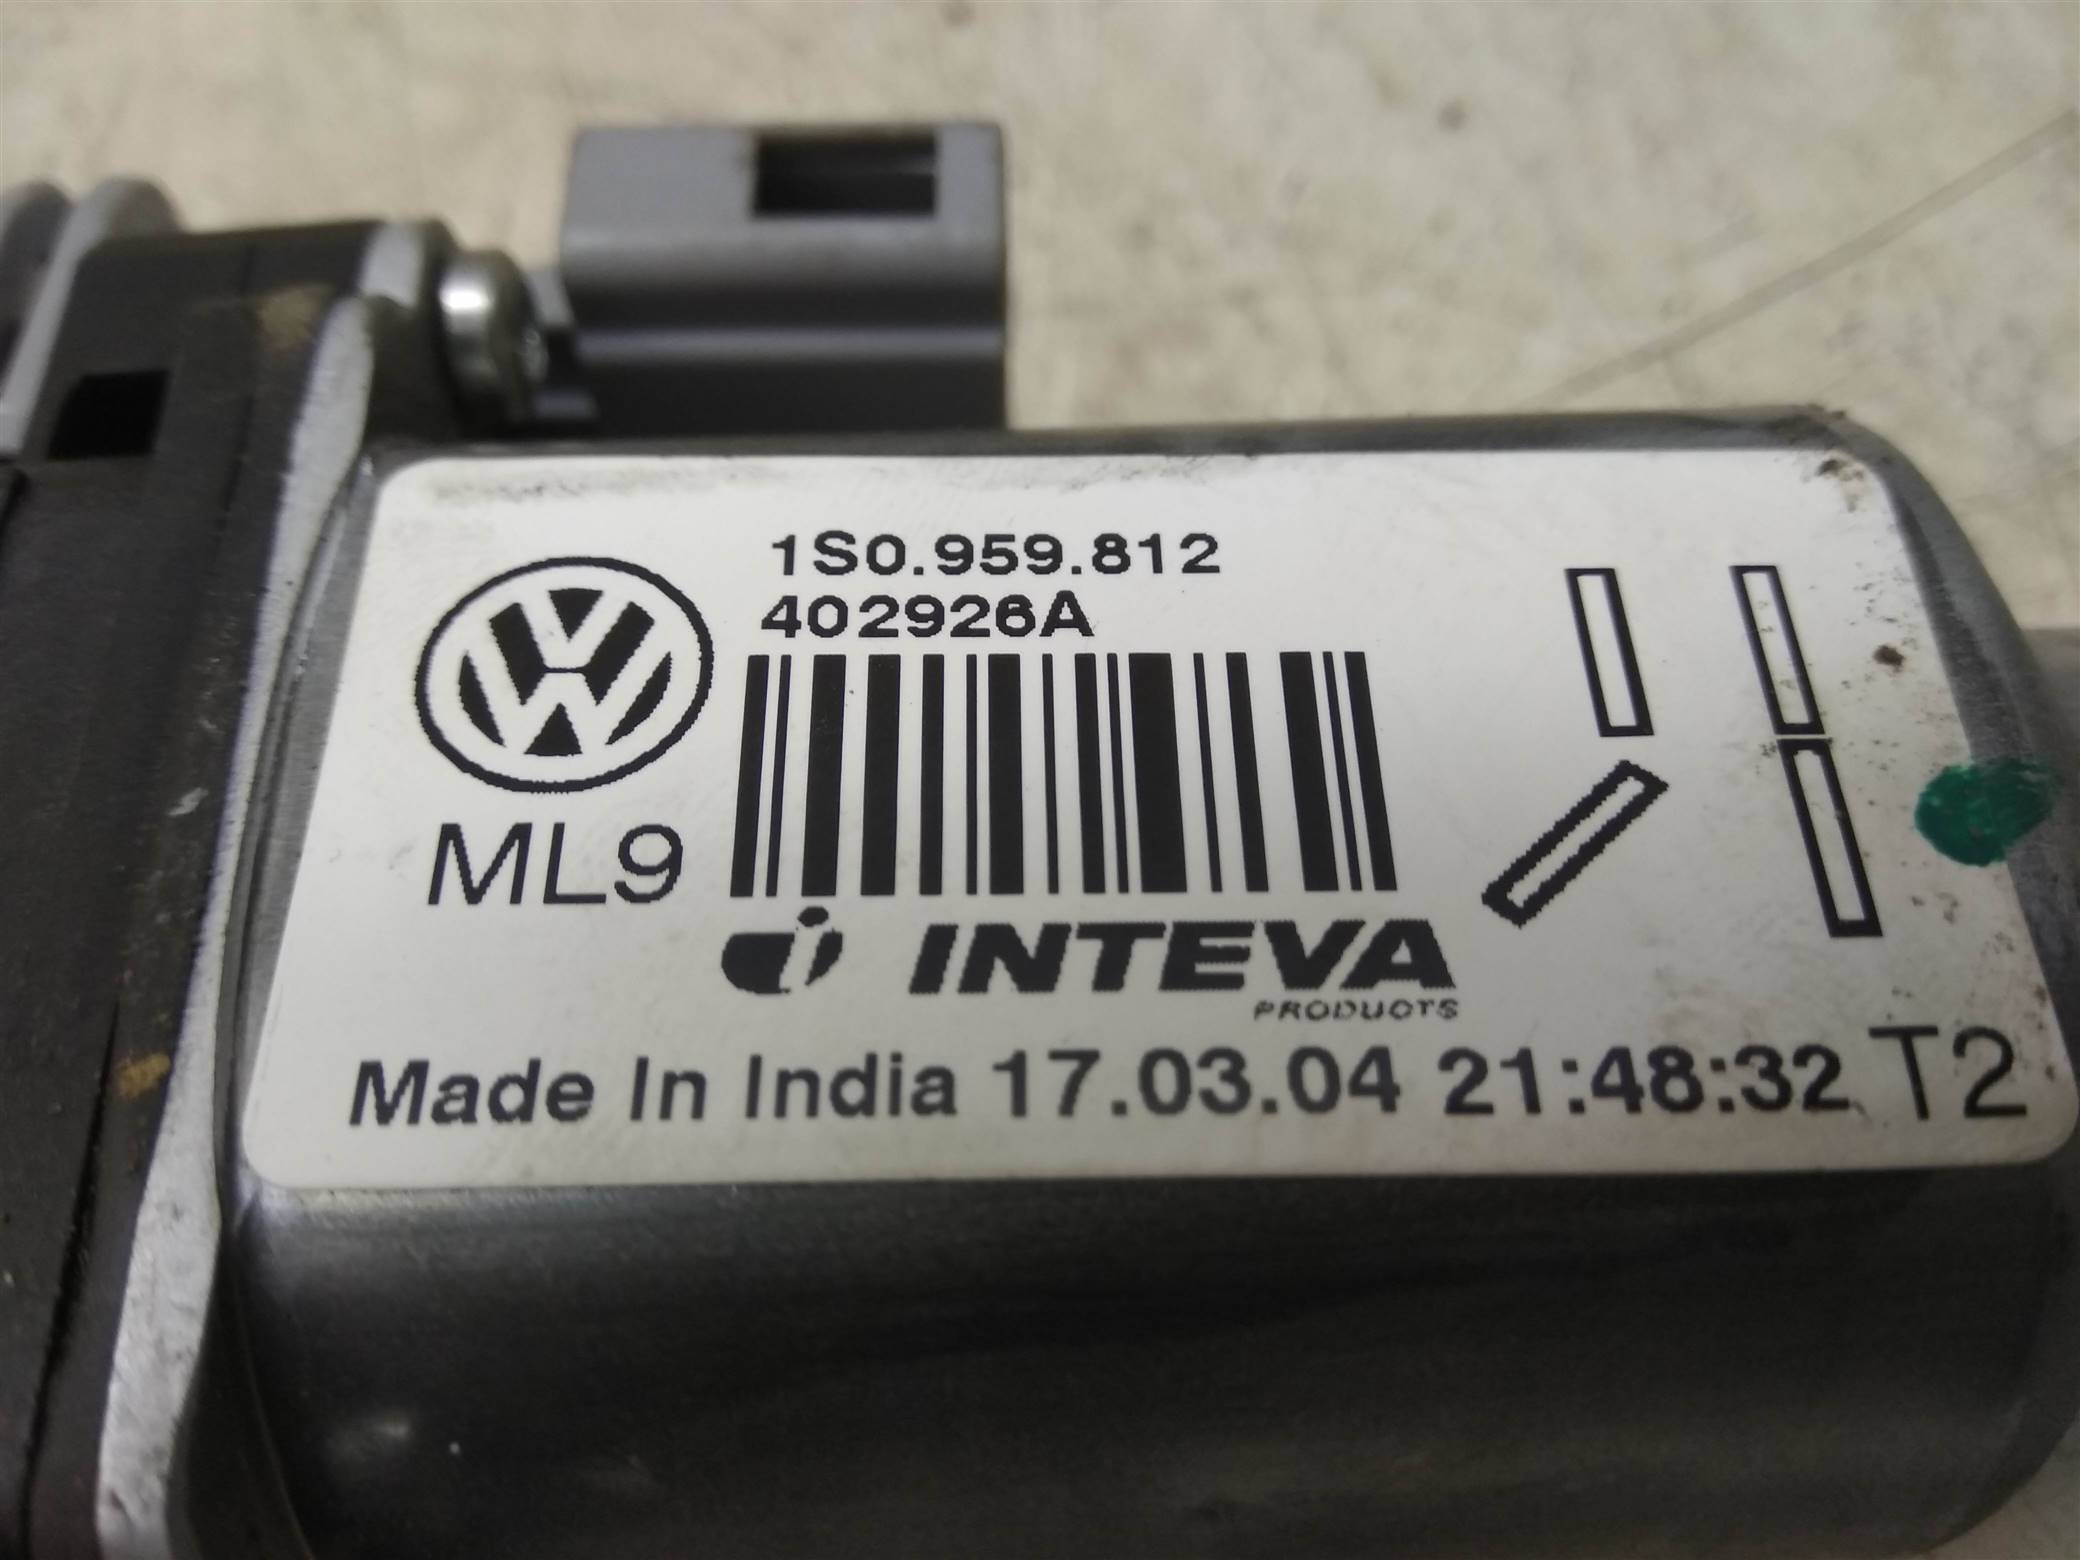 1S0.959.812
402926A
ML9
INTEVA
PRODUCTS
Made In India 17.03.04 21:48:32 T2